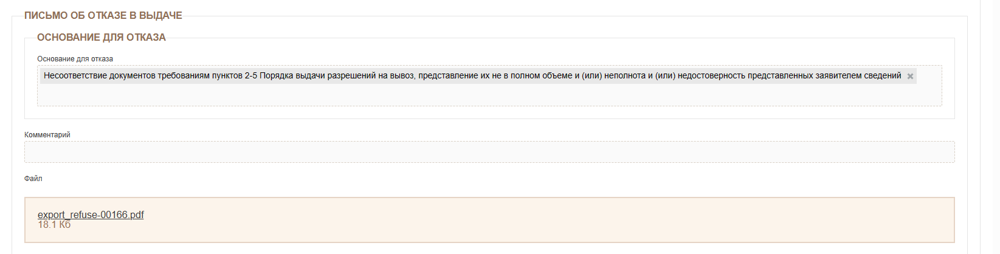 ПИСЬМО ОБ ОТКАЗЕ В ВЫДАЧЕ
ОСНОВАНИЕ ДЛЯ ОТКАЗА
Основание для отказа
Несоответствие документов требованиям пунктов 2-5 Порядка выдачи разрешений на вывоз, представление их не в полном объеме и (или) неполнота и (или) недостоверность представленных заявителем сведений
Комментарий
Файл
export_refuse-00166.pdf
18.1 Кб